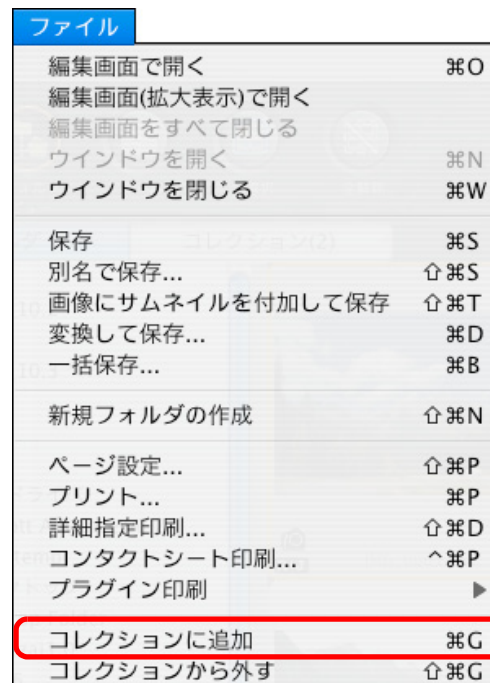 ファイル
編集画面で開く ⌘O
編集画面(拡大表示)で開く
編集画面をすべて閉じる
ウインドウを開く ⌘N
ウインドウを閉じる ⌘W
保存 ⌘S
別名で保存... ⇧⌘S
画像にサムネイルを付加して保存 ⇧⌘T
変換して保存... ⌘D
一括保存... ⌘B
新規フォルダの作成 ⇧⌘N
ページ設定... ⇧⌘P
プリント... ⌘P
詳細指定印刷... ⇧⌘D
コンタクトシート印刷... ^⌘P
プラグイン印刷 ▶
コレクションに追加 ⌘G
コレクションから外す ⇧⌘G